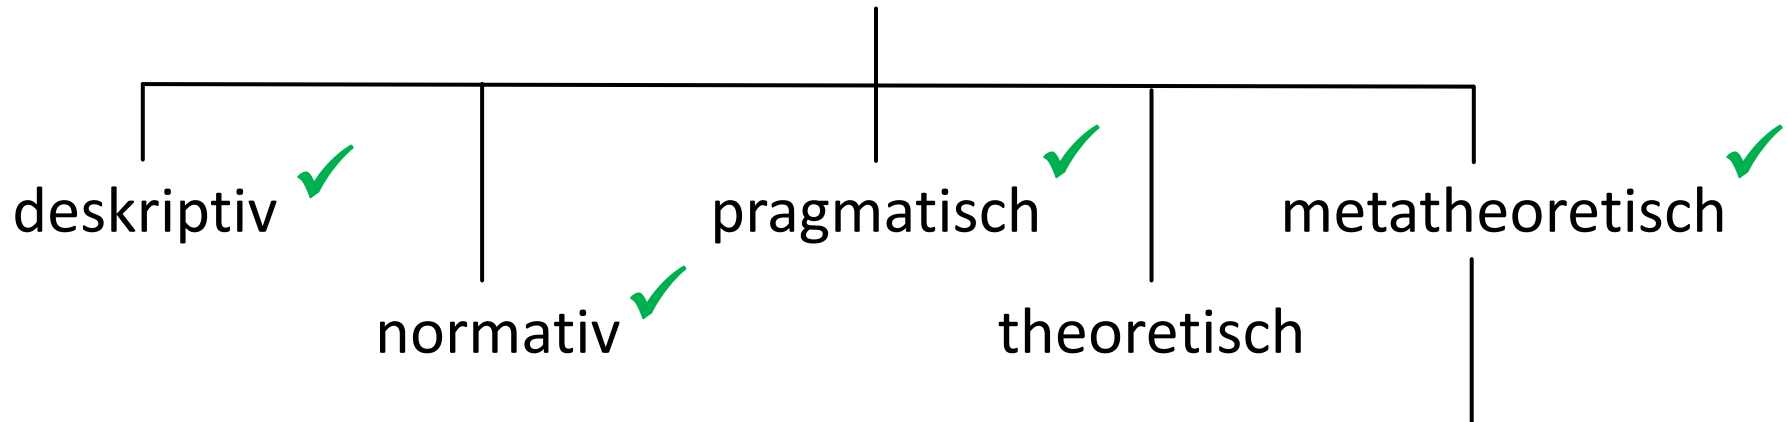 deskriptiv
pragmatisch
metatheoretisch
normativ
theoretisch